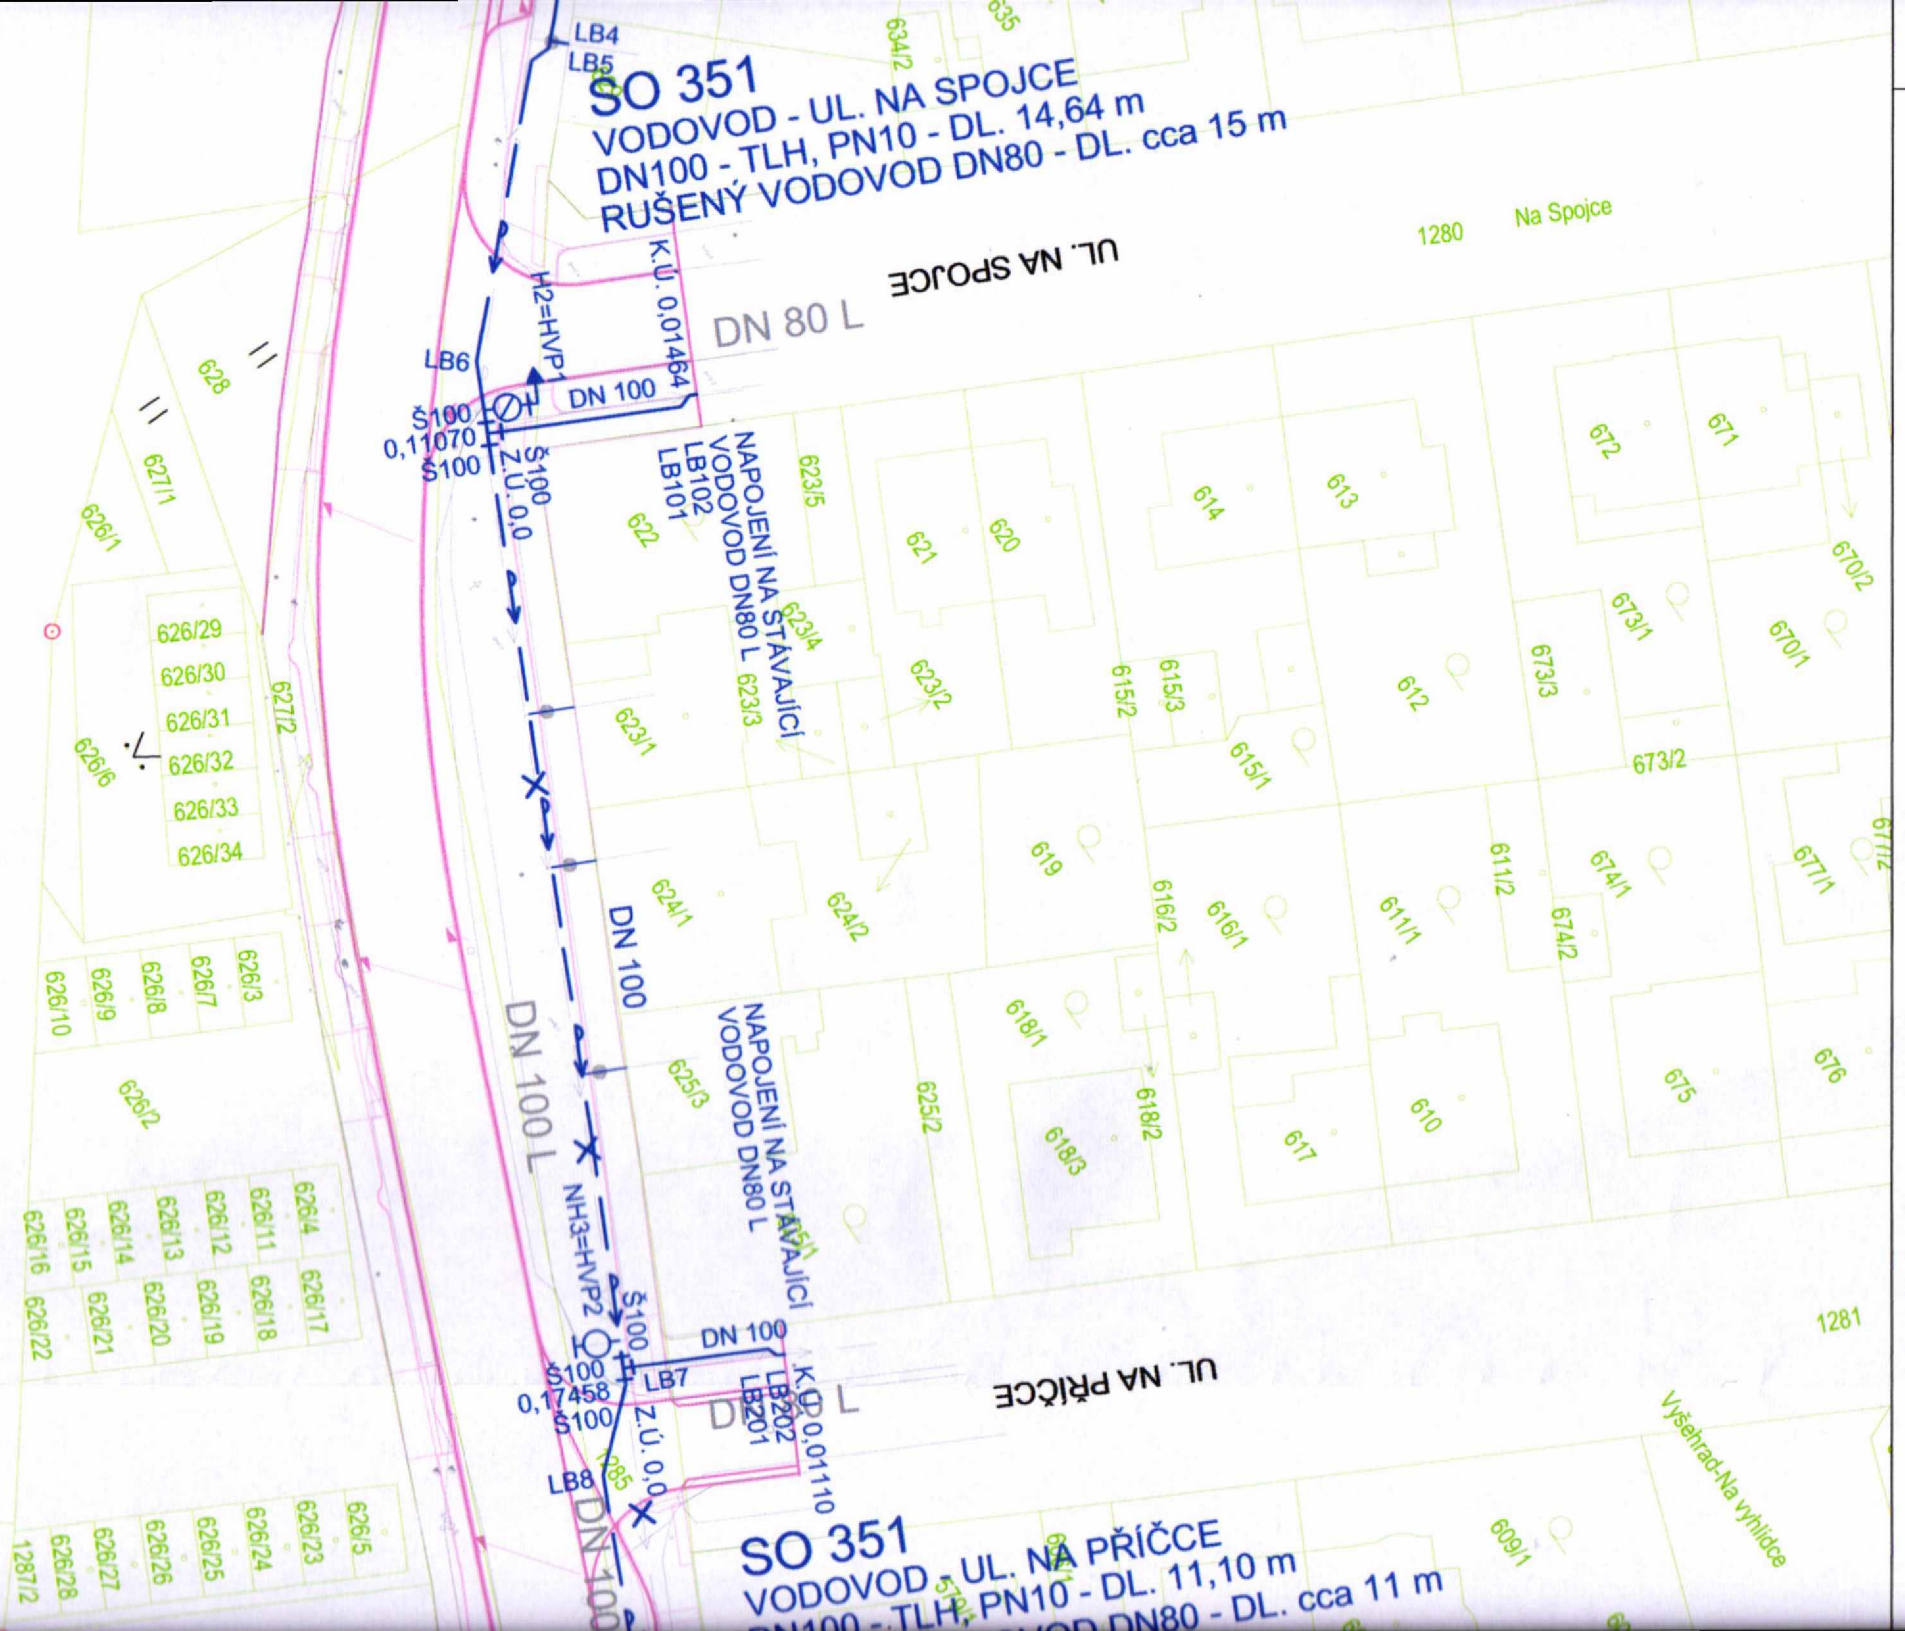 LB4
LB5
SO 351
VODOVOD - UL. NA SPOJCE
DN100 - TLH, PN10 - DL. 14,64 m
RUŠENÝ VODOVOD DN80 - DL. cca 15 m
634/2
635
1280
Na Spojce
UL. NA SPOJCE
DN 80 L
K.Ú. 0,01464
H2=HVP1
LB6
DN 100
Š100
0,11070
Š100
Š100
Z.Ú. 0,0
NAPOJENÍ NA STÁVAJÍCÍ
VODOVOD DN80 L
LB102
LB101
628
627/1
626/1
626/29
626/30
626/31
626/32
626/33
626/34
626/6
627/2
622
623/5
621
620
614
613
672
671
670/2
623/4
623/3
623/1
623/2
615/2
615/3
615/1
612
673/3
673/1
670/1
673/2
624/1
624/2
619
616/2
616/1
611/1
611/2
674/1
674/2
677/1
677/2
DN 100
DN 100 L
626/10
626/9
626/8
626/7
626/3
626/2
NAPOJENÍ NA STÁVAJÍCÍ
VODOVOD DN80 L
625/3
625/2
618/1
618/2
618/3
617
610
675
676
626/16
626/15
626/14
626/13
626/12
626/11
626/4
626/22
626/21
626/20
626/19
626/18
626/17
NH3=HVP2
Š100
DN 100
Š100
0,17458
Š100
LB7
Z.Ú. 0,0
LB8
LB202
LB201
K.Ú. 0,01110
DN 80 L
UL. NA PŘÍČCE
1281
1285
DN 100
Vyšehrad-Na vyhlídce
609/1
1287/2
626/28
626/27
626/26
626/25
626/24
626/23
626/5
SO 351
VODOVOD - UL. NA PŘÍČCE
DN100 - TLH, PN10 - DL. 11,10 m
DN80 - DL. cca 11 m